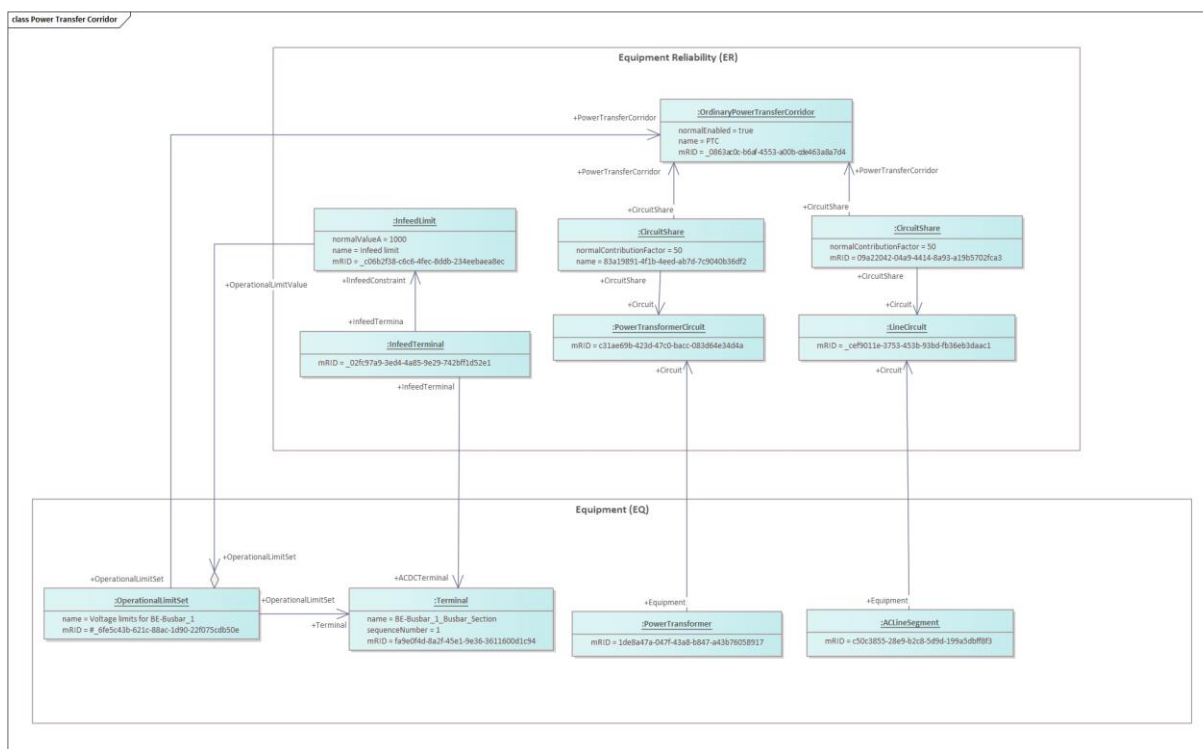 class Power Transfer Corridor
Equipment Reliability (ER)
:OrdinaryPowerTransferCorridor
normalEnabled = true
name = PTC
mRID = _0863ac0c-b6af-4553-a00b-cde463a8a7d4
+PowerTransferCorridor
+PowerTransferCorridor
+PowerTransferCorridor
+CircuitShare
+CircuitShare
:InfeedLimit
normalValueA = 1000
name = Infeed limit
mRID = _c06b2f38-c6c6-4fec-8ddb-234eebaea8ec
:CircuitShare
normalContributionFactor = 50
name = 83a19891-4f1b-4eed-ab7d-7c9040b36df2
:CircuitShare
normalContributionFactor = 50
mRID = 09a22042-04a9-4414-8a93-a19b5702fca3
+OperationalLimitValue
+IInfeedConstraint
+CircuitShare
+CircuitShare
+InfeedTermina
+Circuit
+Circuit
:InfeedTerminal
mRID = _02fc97a9-3ed4-4a85-9e29-742bff1d52e1
:PowerTransformerCircuit
mRID = c31ae69b-423d-47c0-bacc-083d64e34d4a
:LineCircuit
mRID = _cef9011e-3753-453b-93bd-fb36eb3daac1
+InfeedTerminal
+Circuit
+Circuit
Equipment (EQ)
+OperationalLimitSet
+OperationalLimitSet
+ACDCTerminal
:OperationalLimitSet
name = Voltage limits for BE-Busbar_1
mRID = #_6fe5c43b-621c-88ac-1d90-22f075cdb50e
+OperationalLimitSet
+Terminal
:Terminal
name = BE-Busbar_1_Busbar_Section
sequenceNumber = 1
mRID = fa9e0f4d-8a2f-45e1-9e36-3611600d1c94
+Equipment
+Equipment
:PowerTransformer
mRID = 1de8a47a-047f-43a8-b847-a43b76058917
:ACLineSegment
mRID = c50c3855-28e9-b2c8-5d9d-199a5dbff8f3